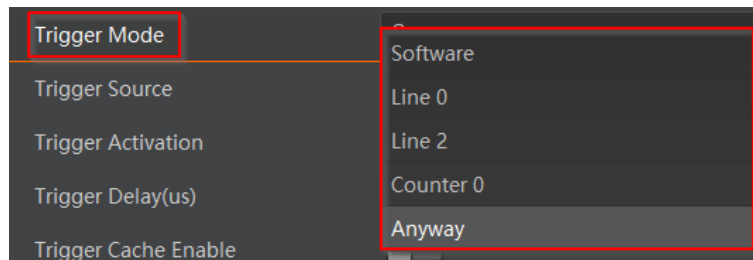 Trigger Mode
Software
Trigger Source
Line 0
Trigger Activation
Line 2
Trigger Delay(us)
Counter 0
Trigger Cache Enable
Anyway